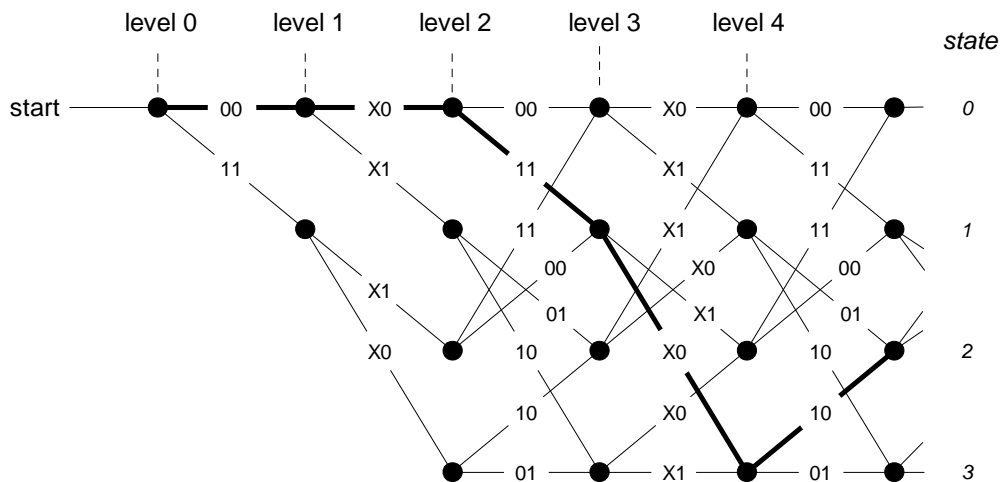 level 0 level 1 level 2 level 3 level 4
state
start 00 X0 00 X0 00 0
11 X1 11 X1 11
11 X1 11 1
00 X0 00
X1 01 X1 01
X0 10 X0 10 2
10 X0 10
01 X1 01 3